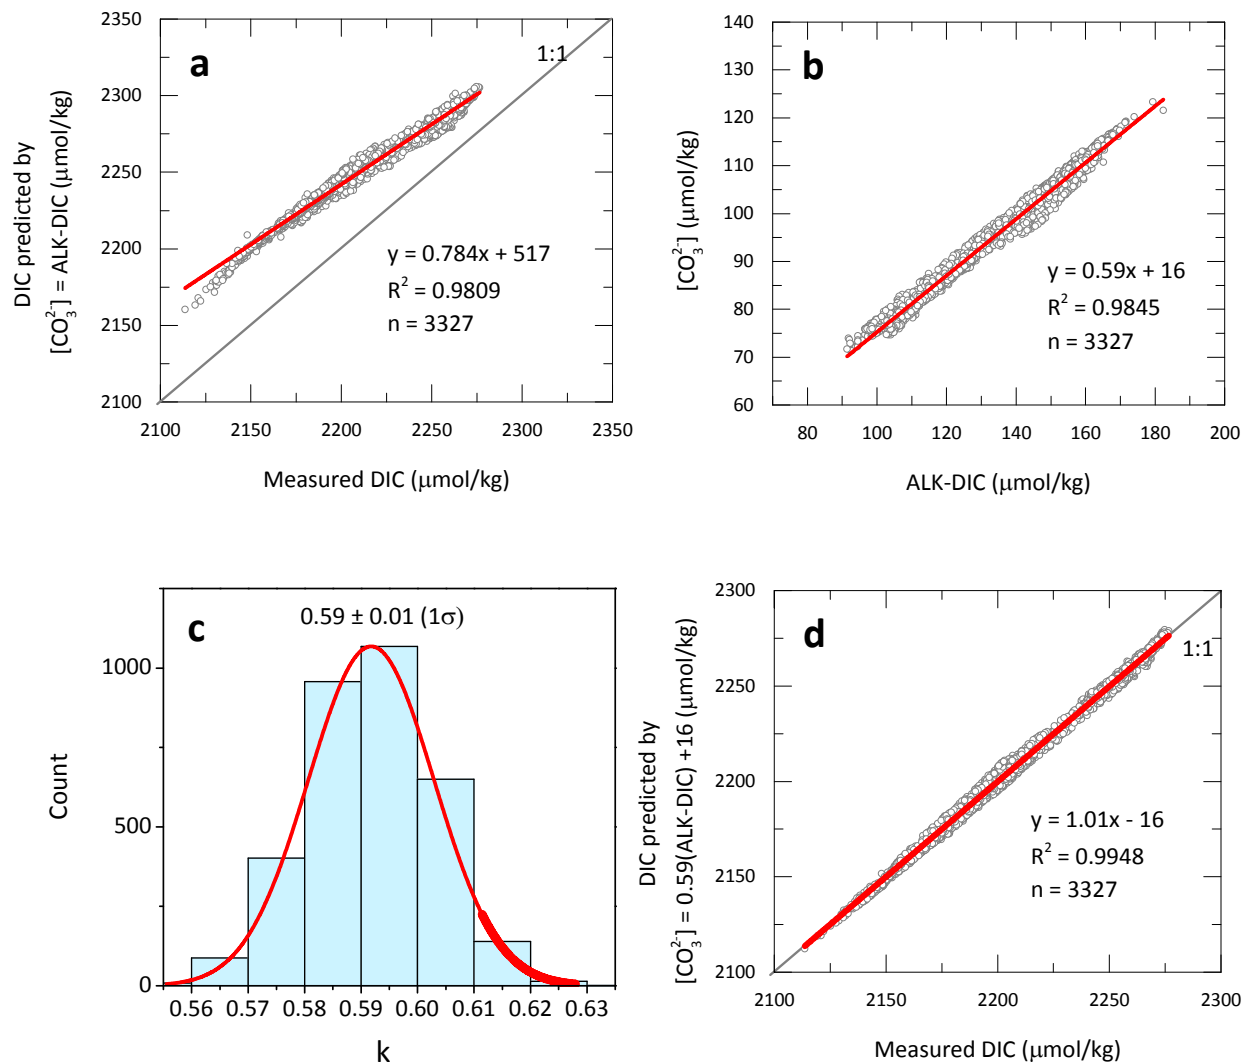 a
1:1
2350
2300
2250
2200
2150
2100
2100 2150 2200 2250 2300 2350
DIC predicted by
[CO₃²⁻] = ALK-DIC (μmol/kg)
y = 0.784x + 517
R² = 0.9809
n = 3327
Measured DIC (μmol/kg)
b
140
130
120
110
100
90
80
70
60
80 100 120 140 160 180 200
[CO₃²⁻] (μmol/kg)
y = 0.59x + 16
R² = 0.9845
n = 3327
ALK-DIC (μmol/kg)
c
0.59 ± 0.01 (1σ)
1000
500
0
0.56 0.57 0.58 0.59 0.60 0.61 0.62 0.63
Count
k
d
1:1
2300
2250
2200
2150
2100
2100 2150 2200 2250 2300
DIC predicted by
[CO₃²⁻] = 0.59(ALK-DIC) +16 (μmol/kg)
y = 1.01x - 16
R² = 0.9948
n = 3327
Measured DIC (μmol/kg)